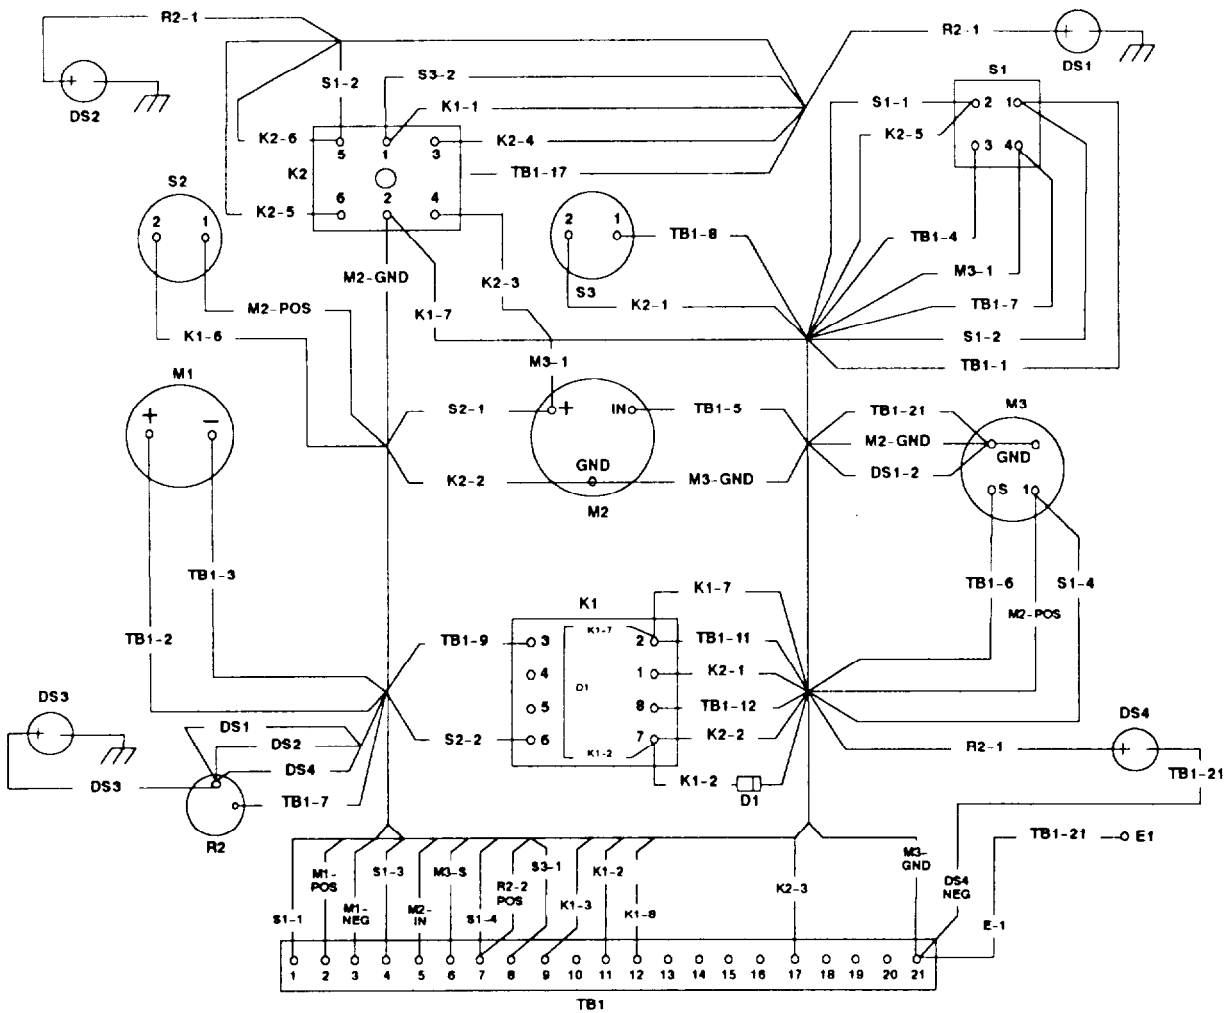 R2-1
R2-1
+
DS2
+
DS1
S1-2
S3-2
K1-1
S1
S1-1
2 1
K2-6
K2-4
K2-5
5 1 3
3 4
K2
TB1-17
S2
6 2 4
K2-5
2 1
2 1
TB1-8
TB1-4
M2-GND
K2-3
S3
M3-1
M2-POS
K1-7
K2-1
TB1-7
K1-6
S1-2
M3-1
TB1-1
M1
M3
+ -
S2-1
+ IN
TB1-5
TB1-21
M2-GND
GND
GND
K2-2
M3-GND
DS1-2
M2
S 1
TB1-3
TB1-6
S1-4
K1-7
K1
M2-POS
TB1-2
TB1-9
3
K1-7
2
TB1-11
4
1
K2-1
D1
DS3
5
8
TB1-12
DS4
+
DS1
S2-2
6
K1-2
7
K2-2
R2-1
+
DS2
DS4
K1-2
D1
TB1-21
DS3
TB1-7
R2
TB1-21
E1
S1-1
M1-
POS
M1-
NEG
S1-3
M2-
IN
M3-S
S1-4
R2-2
POS
S3-1
K1-3
K1-2
K1-8
K2-3
M3-
GND
DS4
NEG
E-1
1 2 3 4 5 6 7 8 9 10 11 12 13 14 15 16 17 18 19 20 21
TB1